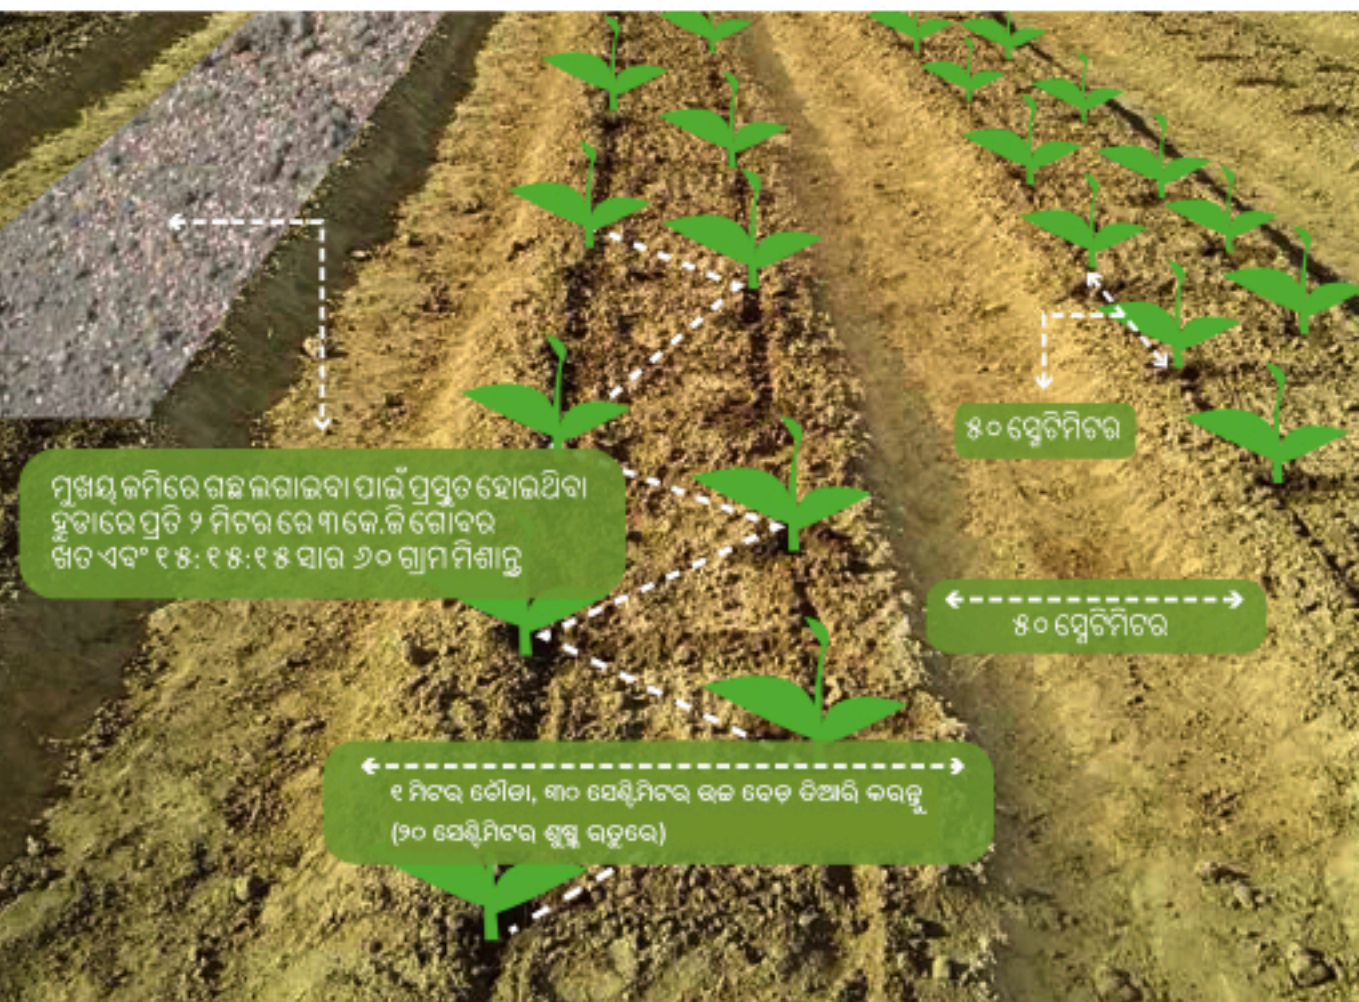 ମୁଖୟ ଜମିରେ ଗଛ ଲଗାଇବା ପାଇଁ ପ୍ରସ୍ତୁତ ହୋଇଥିବା
ହୁଡାରେ ପ୍ରତି ୨ ମିଟର ରେ ୩ କେ.ଜି ଗୋବର
ଖତ ଏବଂ ୧୫:୧୫:୧୫ ସାର ୬୦ ଗ୍ରାମ ମିଶାନ୍ତୁ
୫୦ ସ୍ନେଟିମିଟର
୫୦ ସ୍ନେଟିମିଟର
୧ ମିଟର ଚୌଡା, ୩୦ ସେଣ୍ଟିମିଟର ଉଚ୍ଚ ବେଡ଼ ତିଆରି କରନ୍ତୁ
(୨୦ ସେଣ୍ଟିମିଟର ଶୁଷ୍କ ଋତୁରେ)